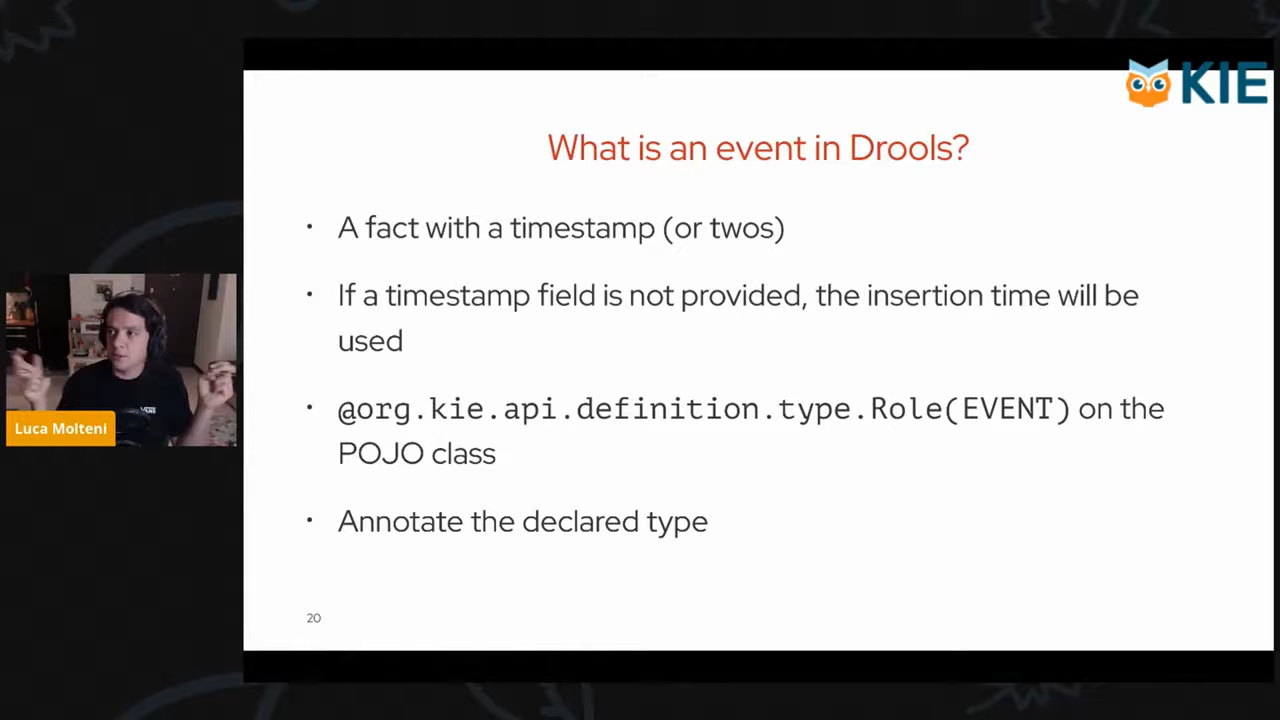 KIE
What is an event in Drools?
• A fact with a timestamp (or twos)
• If a timestamp field is not provided, the insertion time will be
used
• @org.kie.api.definition.type.Role(EVENT) on the
POJO class
• Annotate the declared type
20
VANS
Luca Molteni